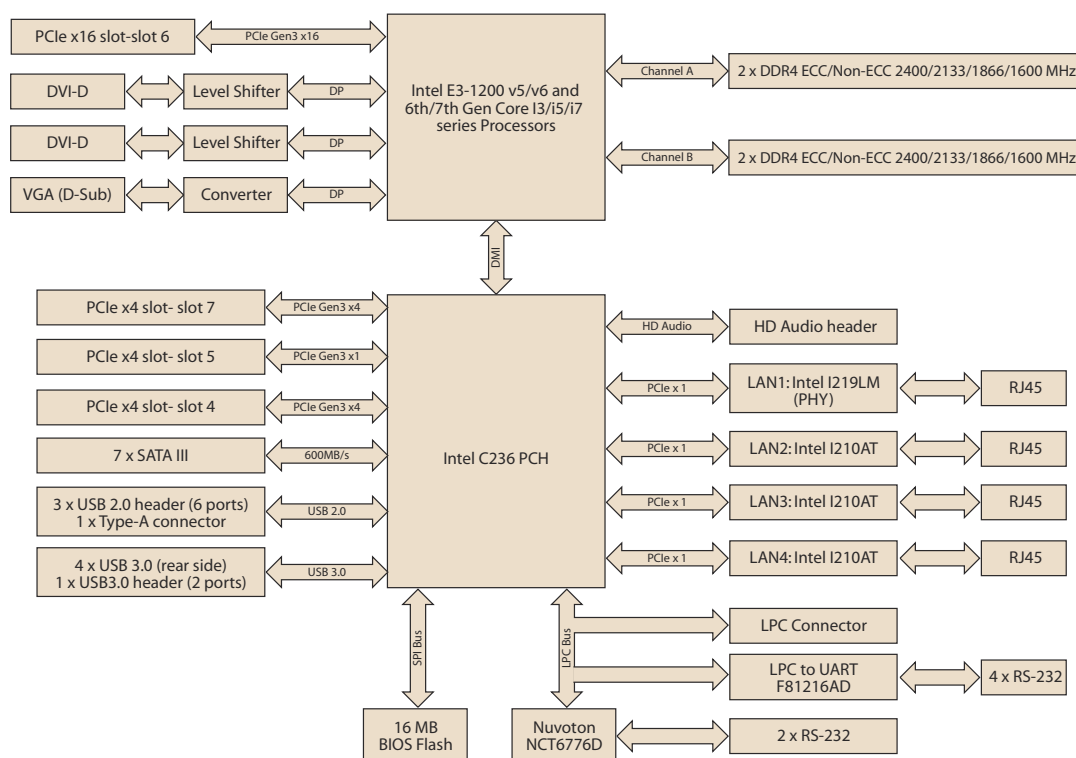 PCIe x16 slot-slot 6
PCIe Gen3 x16
DVI-D
Level Shifter
DP
DVI-D
Level Shifter
DP
VGA (D-Sub)
Converter
DP
Intel E3-1200 v5/v6 and
6th/7th Gen Core I3/i5/i7
series Processors
Channel A
2 x DDR4 ECC/Non-ECC 2400/2133/1866/1600 MHz
Channel B
2 x DDR4 ECC/Non-ECC 2400/2133/1866/1600 MHz
DMI
PCIe x4 slot- slot 7
PCIe Gen3 x4
PCIe x4 slot- slot 5
PCIe Gen3 x1
PCIe x4 slot- slot 4
PCIe Gen3 x4
7 x SATA III
600MB/s
3 x USB 2.0 header (6 ports)
1 x Type-A connector
USB 2.0
4 x USB 3.0 (rear side)
1 x USB3.0 header (2 ports)
USB 3.0
Intel C236 PCH
HD Audio
HD Audio header
PCIe x 1
LAN1: Intel I219LM
(PHY)
RJ45
PCIe x 1
LAN2: Intel I210AT
RJ45
PCIe x 1
LAN3: Intel I210AT
RJ45
PCIe x 1
LAN4: Intel I210AT
RJ45
SPI Bus
LPC Bus
LPC Connector
LPC to UART
F81216AD
4 x RS-232
16 MB
BIOS Flash
Nuvoton
NCT6776D
2 x RS-232